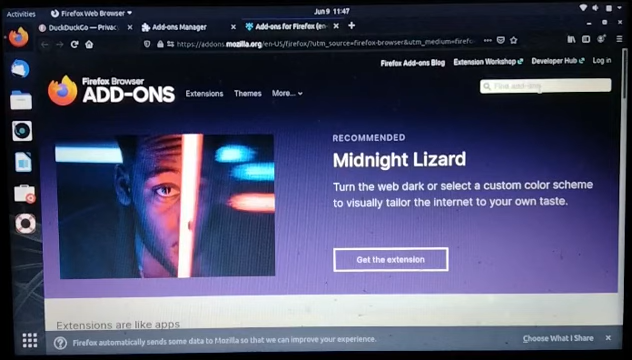 Activities
Firefox Web Browser
Jun 9 11:47
DuckDuckGo — Privac
Add-ons Manager
Add-ons for Firefox (en-
https://addons.mozilla.org/en-US/firefox/?utm_source=firefox-browser&utm_medium=firef
Firefox Add-ons Blog
Extension Workshop
Developer Hub
Log in
Firefox Browser
ADD-ONS
Extensions
Themes
More...
Find add-ons
RECOMMENDED
Midnight Lizard
Turn the web dark or select a custom color scheme
to visually tailor the internet to your own taste.
Get the extension
Extensions are like apps
Firefox automatically sends some data to Mozilla so that we can improve your experience.
Choose What I Share